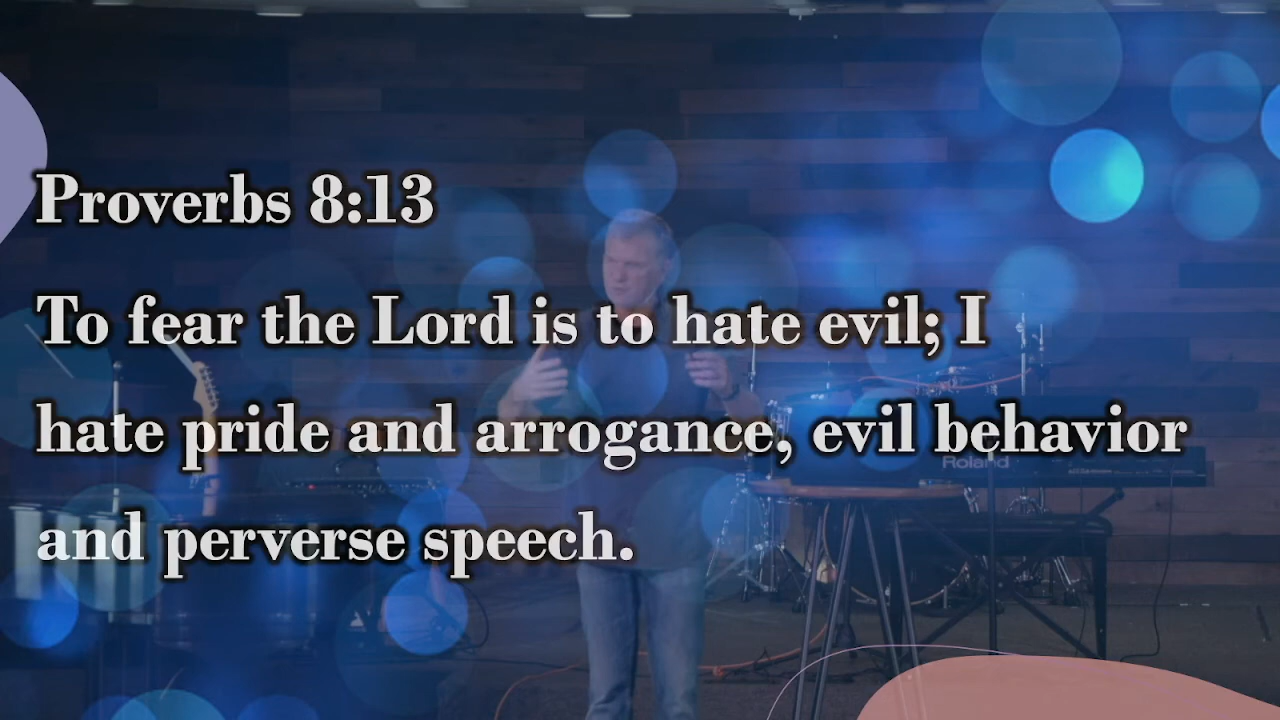 Proverbs 8:13
To fear the Lord is to hate evil; I
hate pride and arrogance, evil behavior
and perverse speech.
Roland